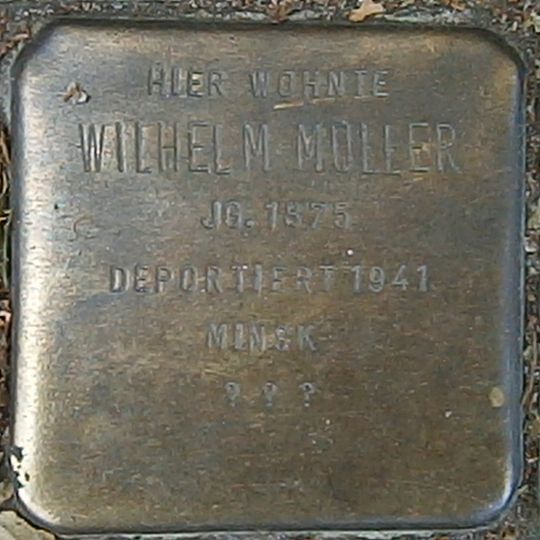 HIER WOHNTE
WILHELM MÜLLER
JG. 1875
DEPORTIERT 1941
MINSK
? ? ?